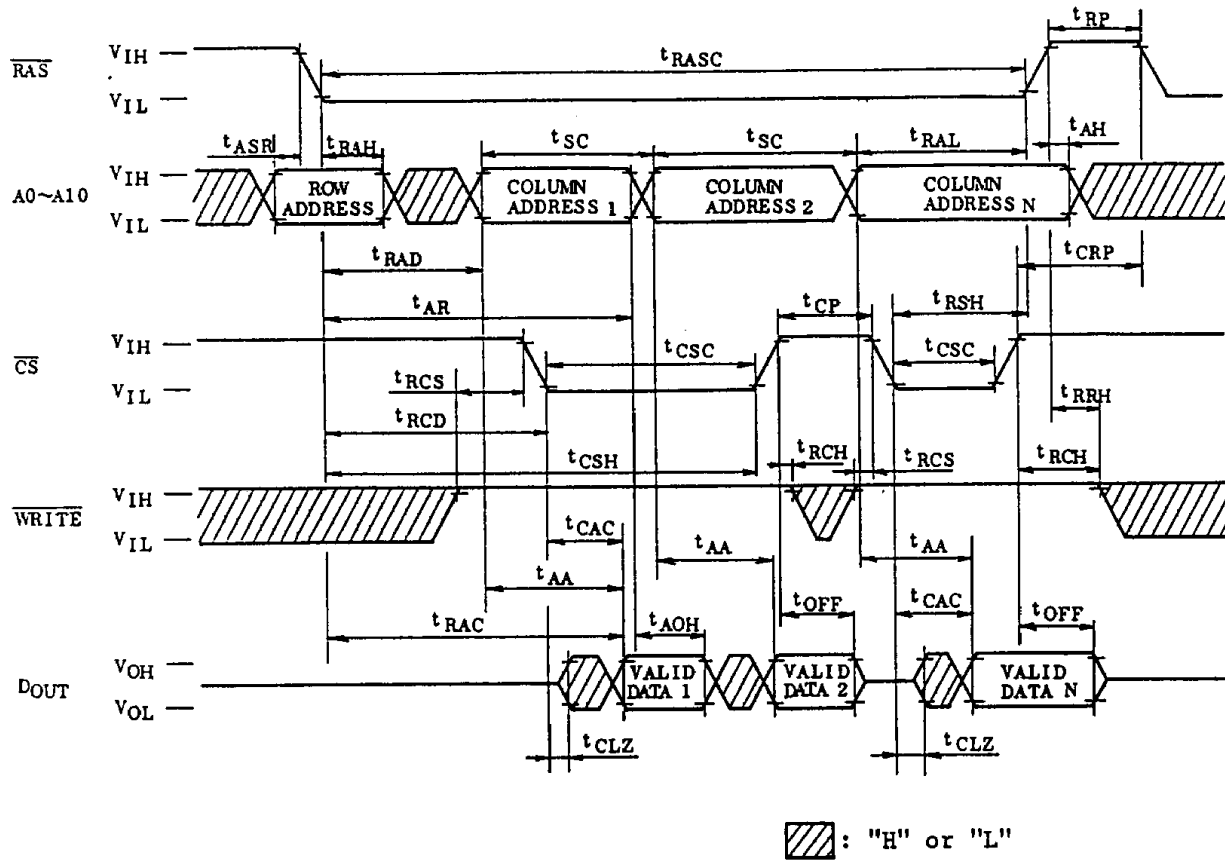 tRP
RAS
VIH
tRASC
VIL
tASR
tRAH
tSC
tSC
tRAL
tAH
A0~A10
VIH
ROW ADDRESS
COLUMN ADDRESS 1
COLUMN ADDRESS 2
COLUMN ADDRESS N
VIL
tRAD
tCRP
tAR
tCP
tRSH
CS
VIH
tCSC
tCSC
VIL
tRCS
tRRH
tRCD
tCSH
tRCH
tRCS
tRCH
WRITE
VIH
VIL
tCAC
tAA
tAA
tAA
tCAC
tRAC
tAOH
tOFF
tOFF
DOUT
VOH
VALID DATA 1
VALID DATA 2
VALID DATA N
VOL
tCLZ
tCLZ
: "H" or "L"